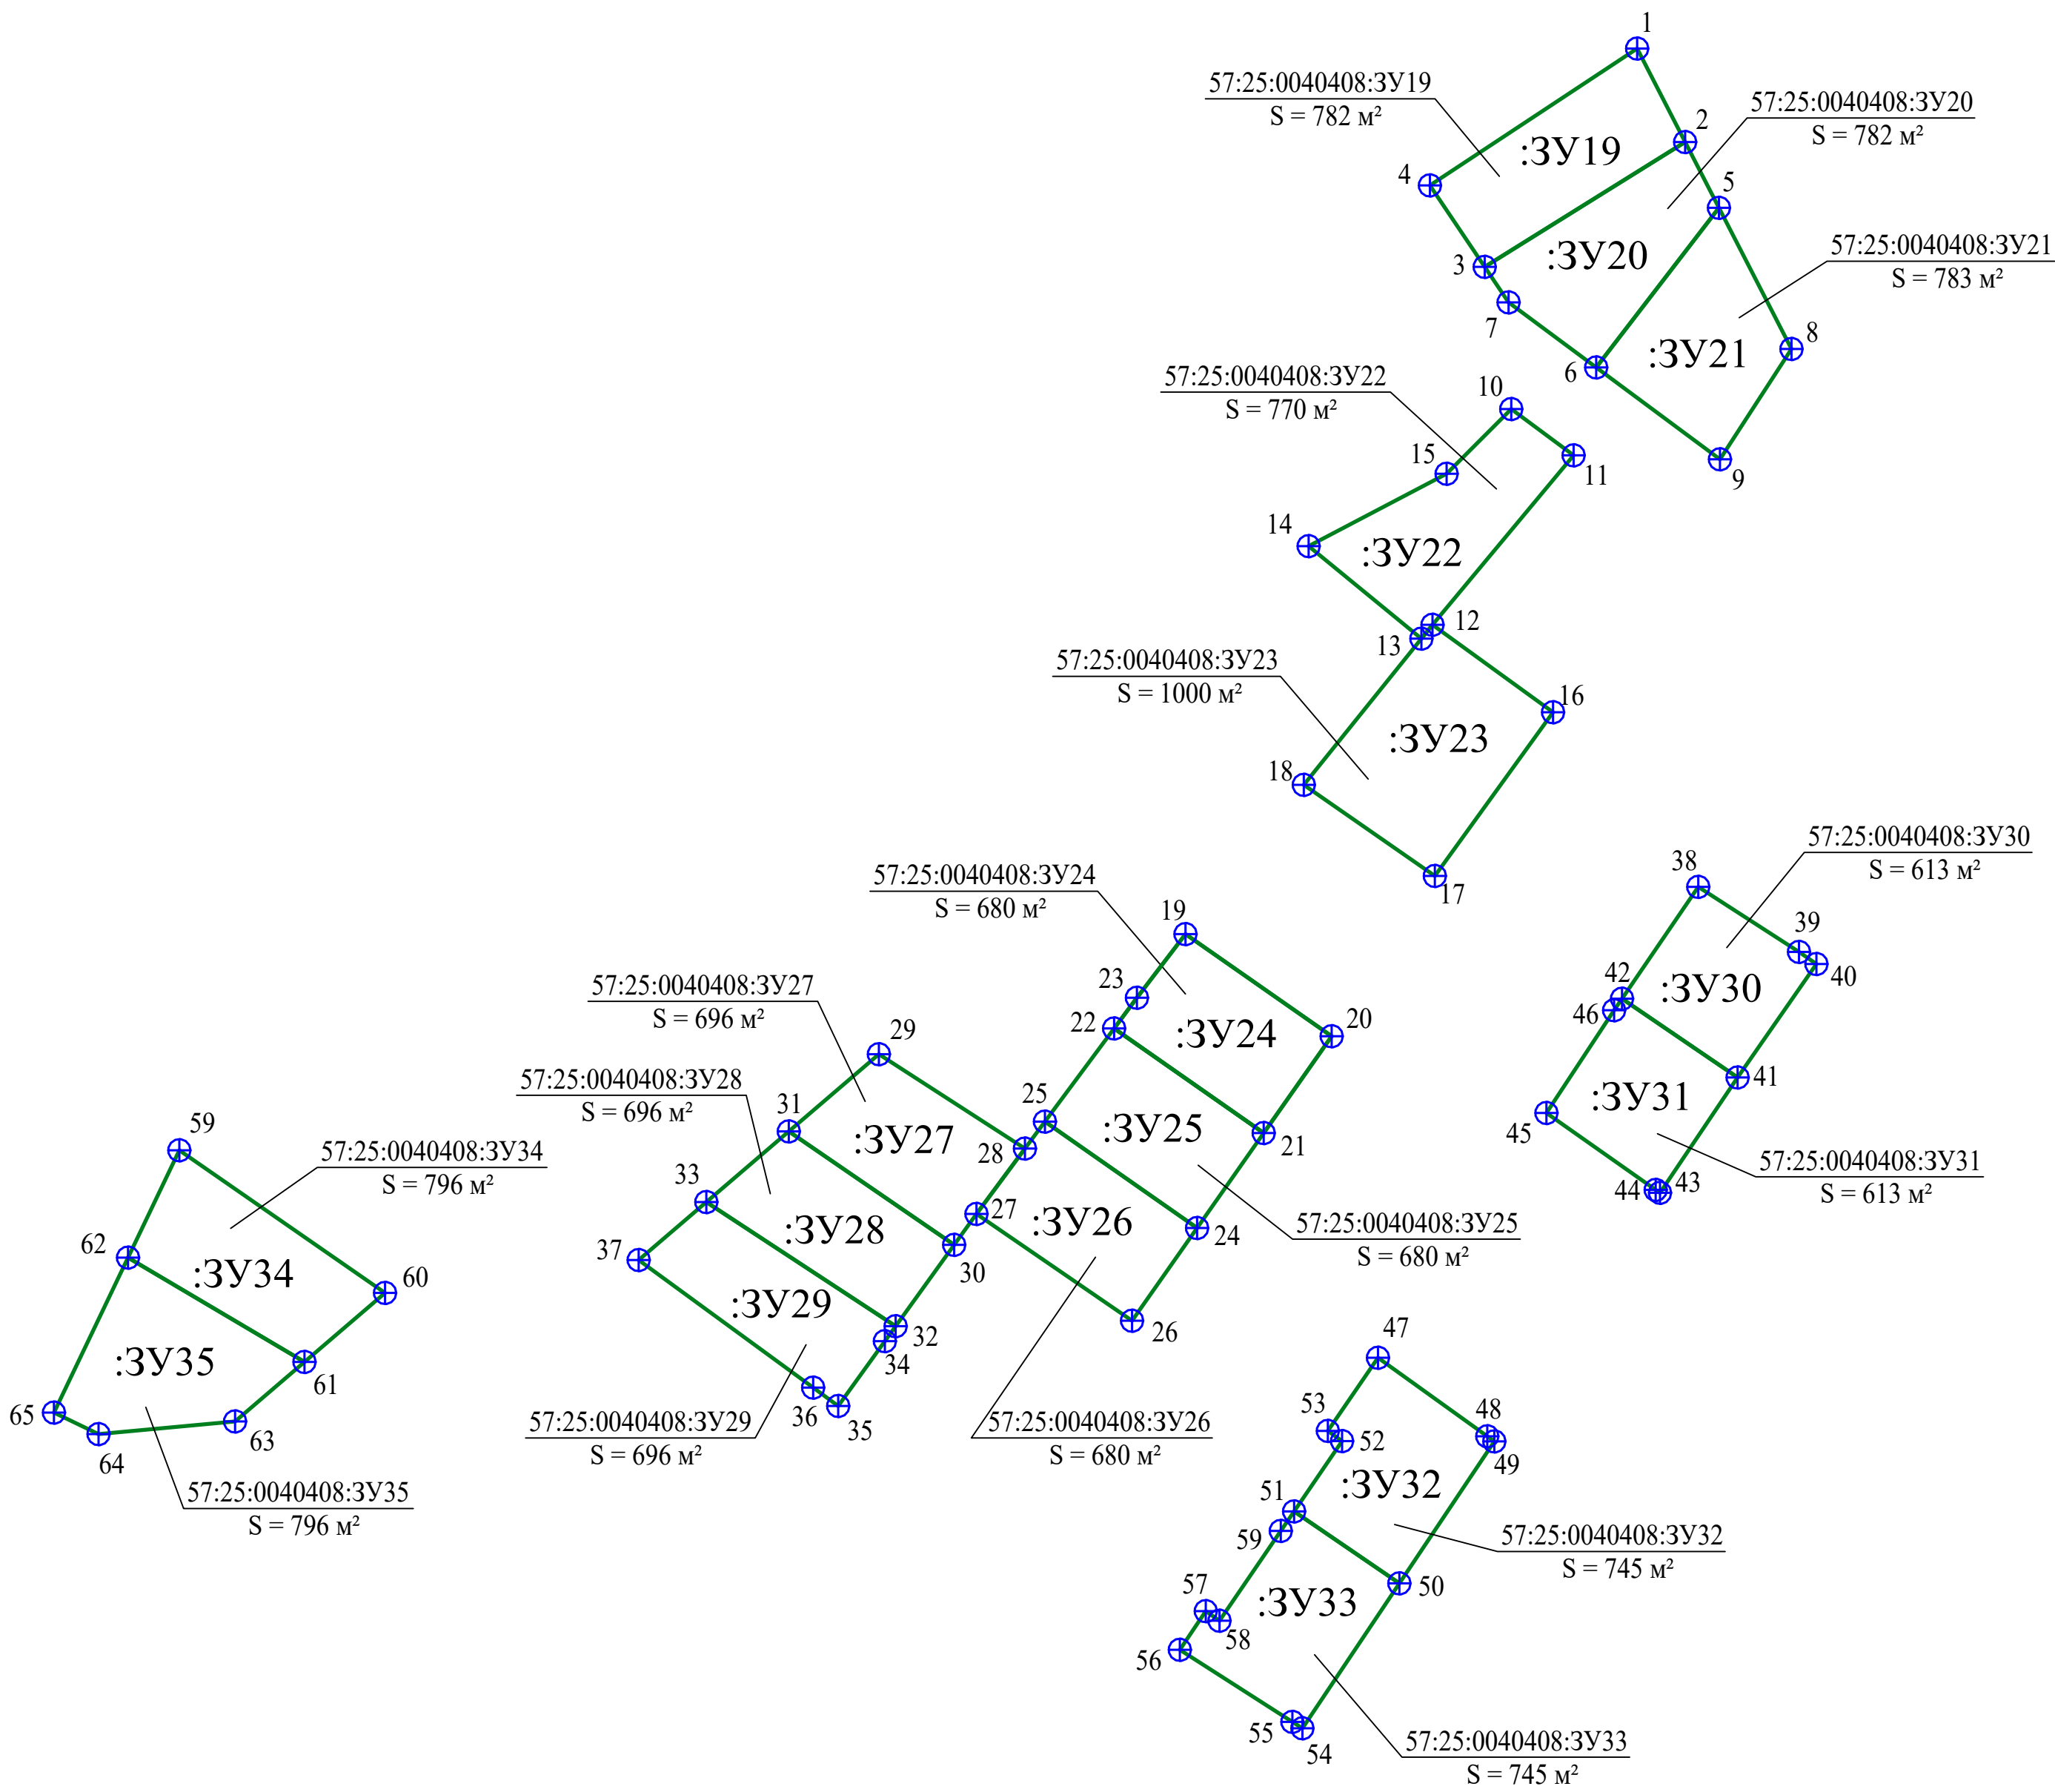 1
57:25:0040408:ЗУ19
S = 782 м²
57:25:0040408:ЗУ20
S = 782 м²
2
:ЗУ19
4
5
3
:ЗУ20
57:25:0040408:ЗУ21
S = 783 м²
7
8
6
:ЗУ21
57:25:0040408:ЗУ22
S = 770 м²
10
15
11
9
14
:ЗУ22
12
13
57:25:0040408:ЗУ23
S = 1000 м²
16
:ЗУ23
18
17
57:25:0040408:ЗУ30
S = 613 м²
38
39
40
42
:ЗУ30
46
41
:ЗУ31
45
44
43
57:25:0040408:ЗУ31
S = 613 м²
57:25:0040408:ЗУ24
S = 680 м²
19
23
20
22
:ЗУ24
25
:ЗУ25
21
57:25:0040408:ЗУ27
S = 696 м²
29
57:25:0040408:ЗУ28
S = 696 м²
31
:ЗУ27
28
33
27
:ЗУ26
24
57:25:0040408:ЗУ25
S = 680 м²
:ЗУ28
37
30
:ЗУ29
32
26
34
36
35
57:25:0040408:ЗУ29
S = 696 м²
57:25:0040408:ЗУ26
S = 680 м²
59
57:25:0040408:ЗУ34
S = 796 м²
62
:ЗУ34
60
:ЗУ35
61
65
64
63
57:25:0040408:ЗУ35
S = 796 м²
47
53
48
52
49
:ЗУ32
51
59
57:25:0040408:ЗУ32
S = 745 м²
50
57
:ЗУ33
58
56
55
54
57:25:0040408:ЗУ33
S = 745 м²